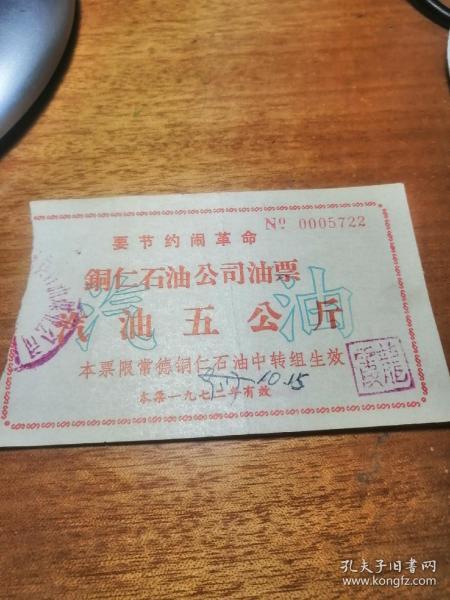 No. 0005722
要节约闹革命
銅仁石油公司油票
汽油
汽油五公斤
本票限常德铜仁石油中转组生效
10.15
本票一九七二年有效
孔夫子旧书网
www.kongfz.com